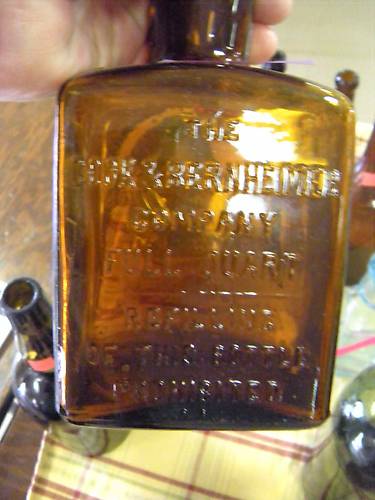 THE
COOK & BERNHEIMER
COMPANY
FULL QUART
REFILLING
OF THIS BOTTLE
PROHIBITED